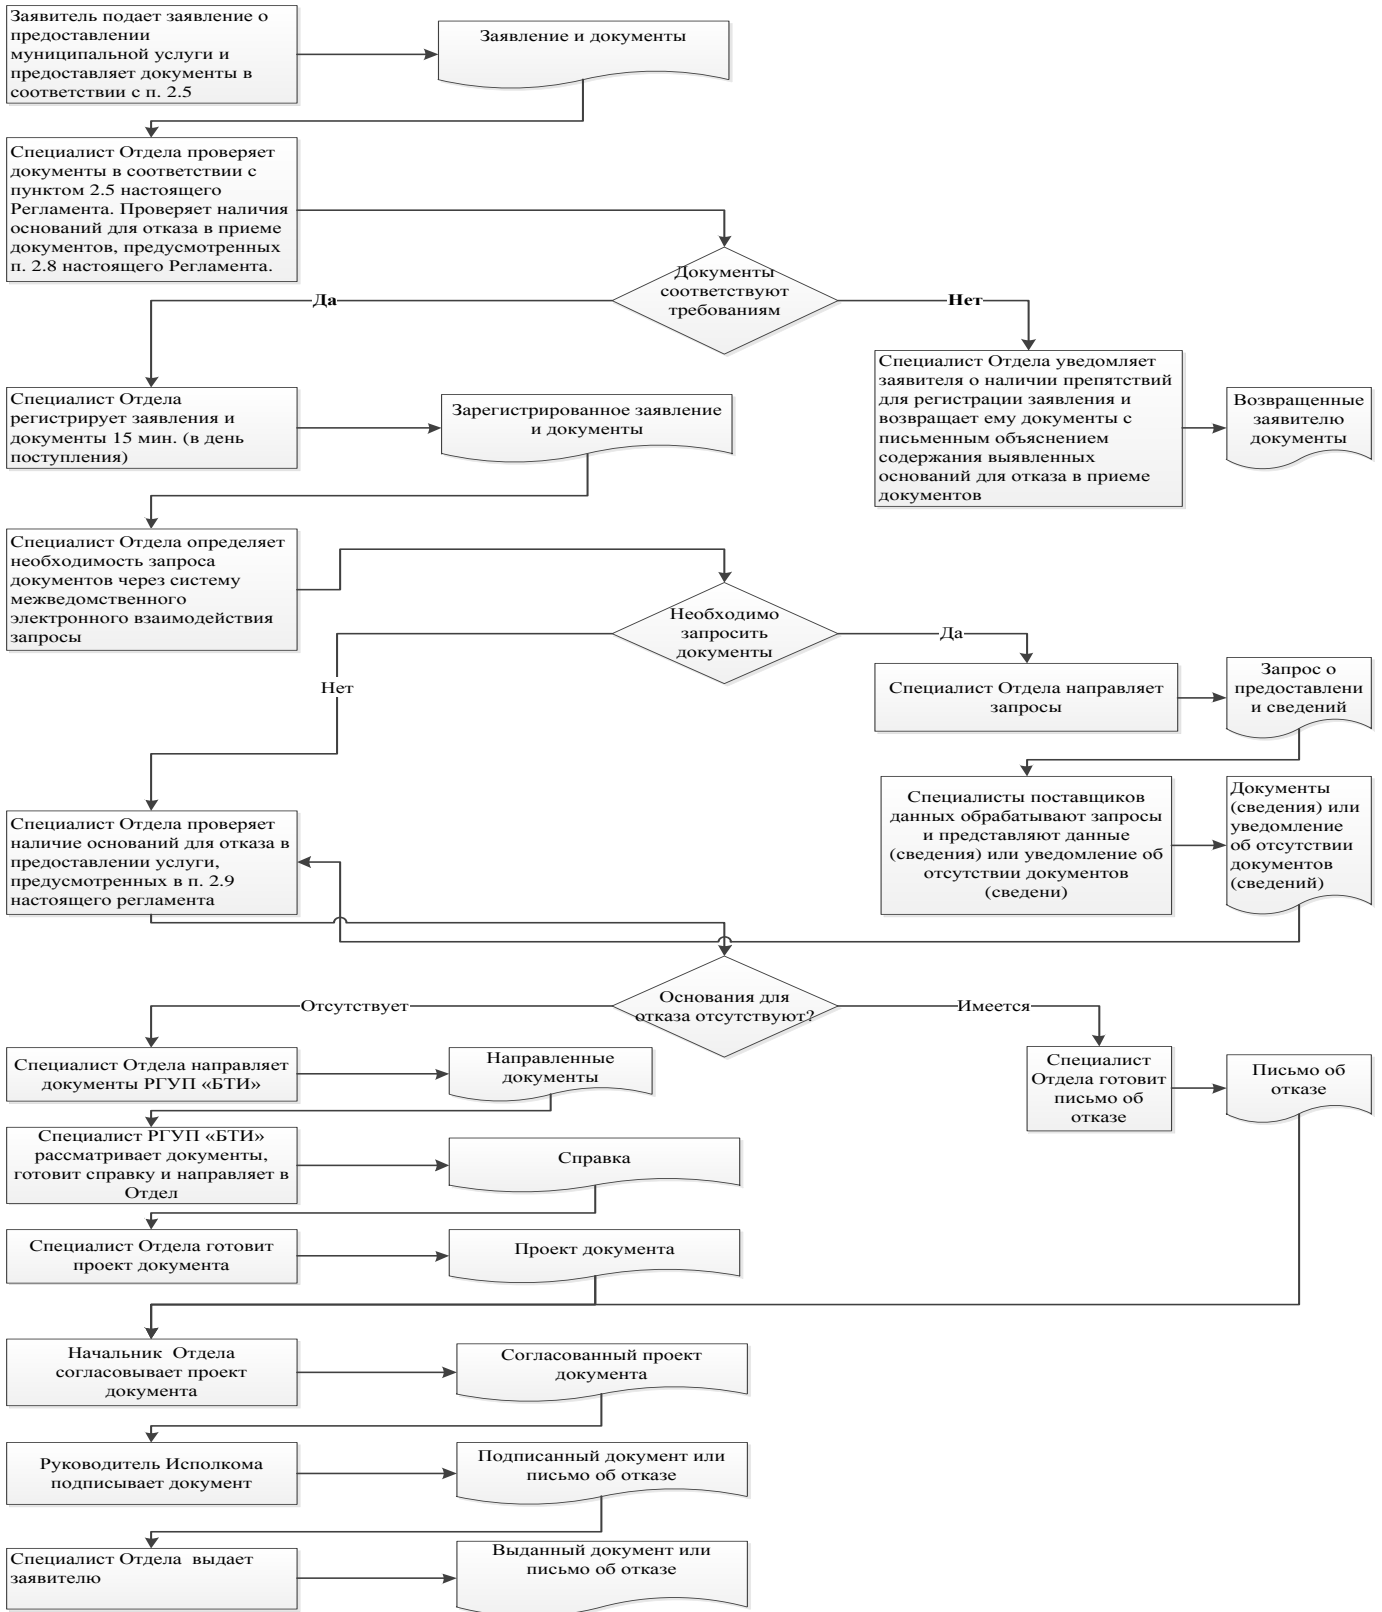 Заявитель подает заявление о
предоставлении
муниципальной услуги и
предоставляет документы в
соответствии с п. 2.5
Заявление и документы
Специалист Отдела проверяет
документы в соответствии с
пунктом 2.5 настоящего
Регламента. Проверяет наличия
оснований для отказа в приеме
документов, предусмотренных
п. 2.8 настоящего Регламента.
Документы
соответствуют
требованиям
Да
Нет
Специалист Отдела
регистрирует заявления и
документы 15 мин. (в день
поступления)
Зарегистрированное заявление
и документы
Специалист Отдела уведомляет
заявителя о наличии препятствий
для регистрации заявления и
возвращает ему документы с
письменным объяснением
содержания выявленных
оснований для отказа в приеме
документов
Возвращенные
заявителю
документы
Специалист Отдела определяет
необходимость запроса
документов через систему
межведомственного
электронного взаимодействия
запросы
Необходимо
запросить
документы
Да
Нет
Специалист Отдела направляет
запросы
Запрос о
предоставлени
и сведений
Специалисты поставщиков
данных обрабатывают запросы
и представляют данные
(сведения) или уведомление об
отсутствии документов
(сведени)
Документы
(сведения) или
уведомление
об отсутствии
документов
(сведений)
Специалист Отдела проверяет
наличие оснований для отказа в
предоставлении услуги,
предусмотренных в п. 2.9
настоящего регламента
Основания для
отказа отсутствуют?
Отсутствует
Имеется
Специалист Отдела направляет
документы РГУП «БТИ»
Направленные
документы
Специалист
Отдела готовит
письмо об
отказе
Письмо об
отказе
Специалист РГУП «БТИ»
рассматривает документы,
готовит справку и направляет в
Отдел
Справка
Специалист Отдела готовит
проект документа
Проект документа
Начальник Отдела
согласовывает проект
документа
Согласованный проект
документа
Руководитель Исполкома
подписывает документ
Подписанный документ или
письмо об отказе
Специалист Отдела выдает
заявителю
Выданный документ или
письмо об отказе